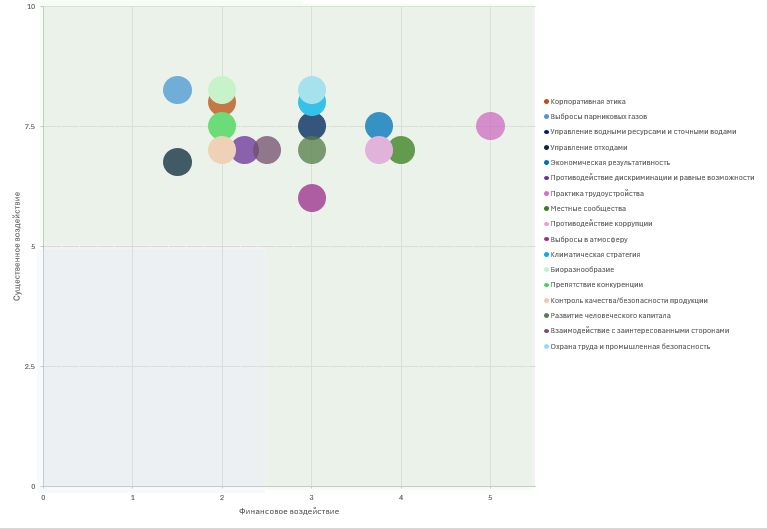 10
7.5
5
2.5
0
Существенное воздействие
0 1 2 3 4 5
Финансовое воздействие
Корпоративная этика
Выбросы парниковых газов
Управление водными ресурсами и сточными водами
Управление отходами
Экономическая результативность
Противодействие дискриминации и равные возможности
Практика трудоустройства
Местные сообщества
Противодействие коррупции
Выбросы в атмосферу
Климатическая стратегия
Биоразнообразие
Препятствие конкуренции
Контроль качества/безопасности продукции
Развитие человеческого капитала
Взаимодействие с заинтересованными сторонами
Охрана труда и промышленная безопасность